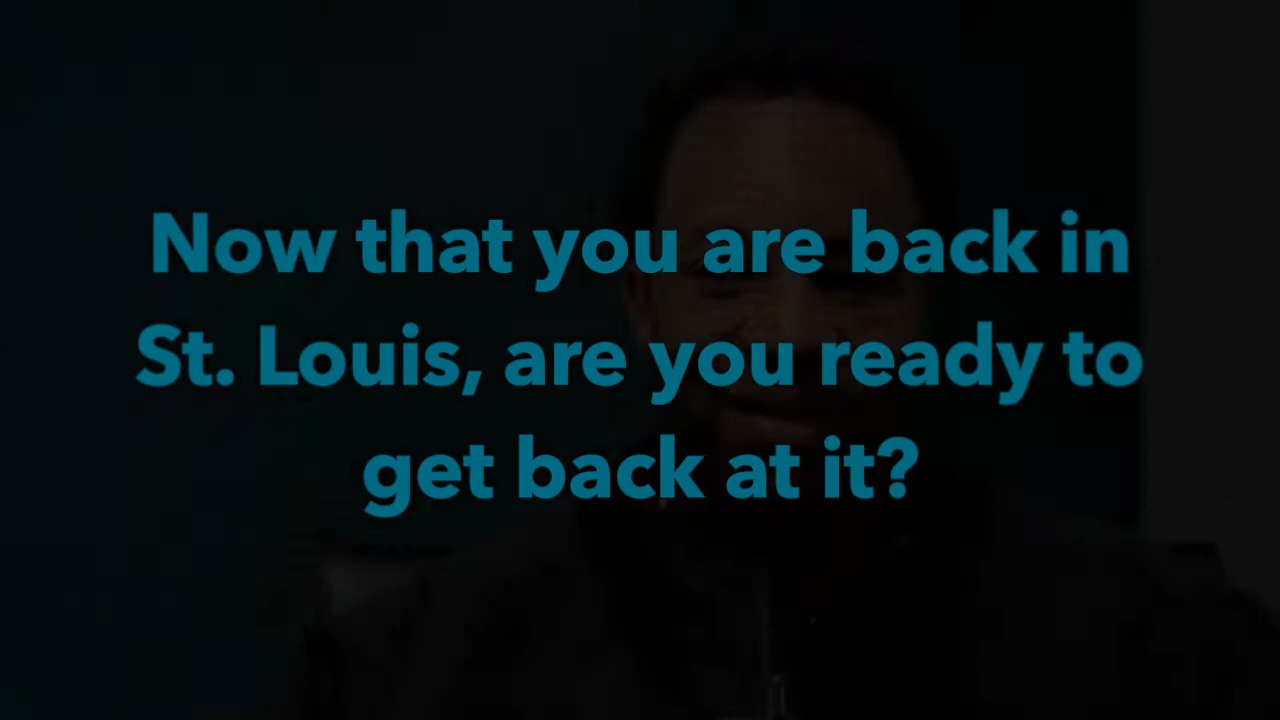 Now that you are back in
St. Louis, are you ready to
get back at it?